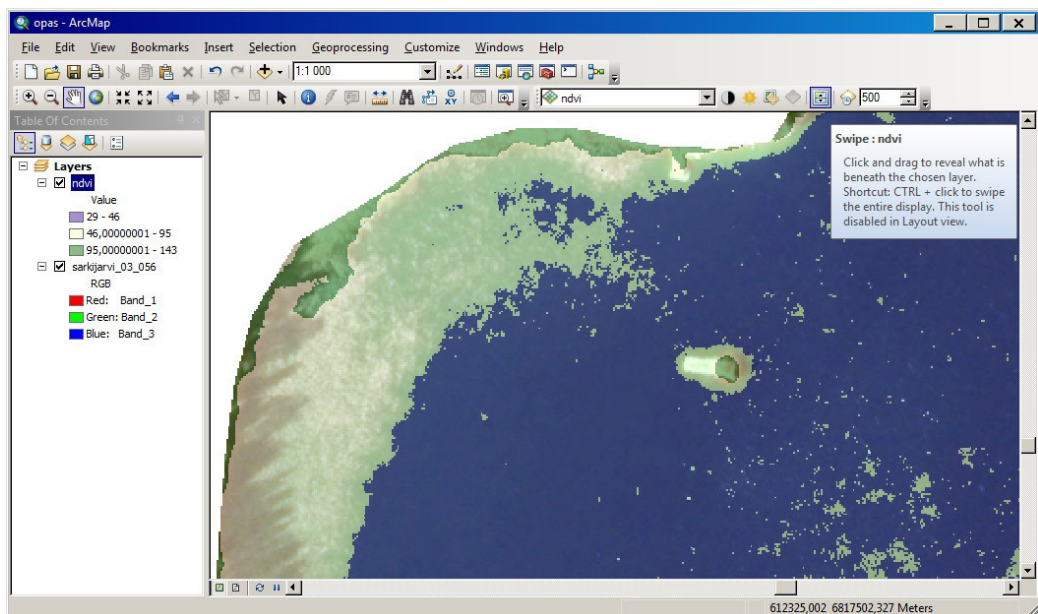 opas - ArcMap
File Edit View Bookmarks Insert Selection Geoprocessing Customize Windows Help
1:1 000
ndvi
500
Table Of Contents
Layers
ndvi
Value
29 - 46
46,00000001 - 95
95,00000001 - 143
sarkijarvi_03_056
RGB
Red: Band_1
Green: Band_2
Blue: Band_3
Swipe : ndvi
Click and drag to reveal what is
beneath the chosen layer.
Shortcut: CTRL + click to swipe
the entire display. This tool is
disabled in Layout view.
612325,002 6817502,327 Meters